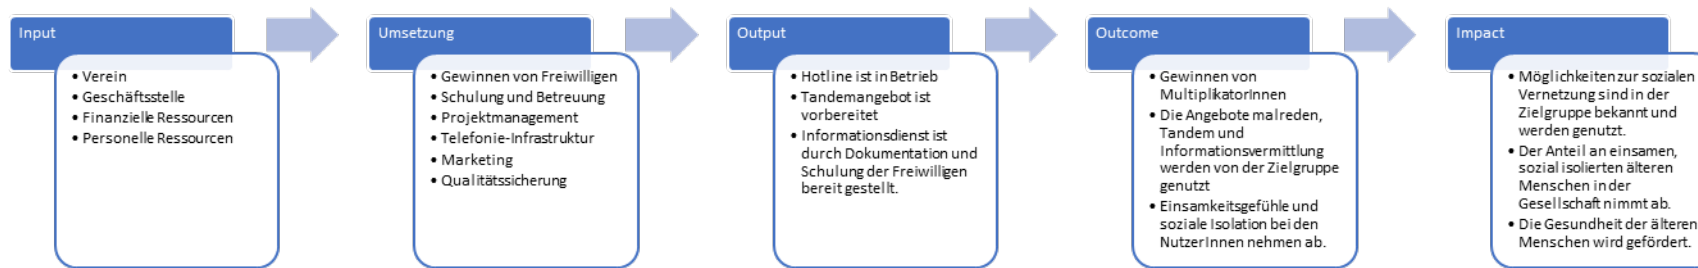 Input
• Verein
• Geschäftsstelle
• Finanzielle Ressourcen
• Personelle Ressourcen
Umsetzung
• Gewinnen von Freiwilligen
• Schulung und Betreuung
• Projektmanagement
• Telefonie-Infrastruktur
• Marketing
• Qualitätssicherung
Output
• Hotline ist in Betrieb
• Tandemangebot ist
vorbereitet
• Informationsdienst ist
durch Dokumentation und
Schulung der Freiwilligen
bereit gestellt.
Outcome
• Gewinnen von
MultiplikatorInnen
• Die Angebote malreden,
Tandem und
Informationsvermittlung
werden von der Zielgruppe
genutzt
• Einsamkeitsgefühle und
soziale Isolation bei den
NutzerInnen nehmen ab.
Impact
• Möglichkeiten zur sozialen
Vernetzung sind in der
Zielgruppe bekannt und
werden genutzt.
• Der Anteil an einsamen,
sozial isolierten älteren
Menschen in der
Gesellschaft nimmt ab.
• Die Gesundheit der älteren
Menschen wird gefördert.